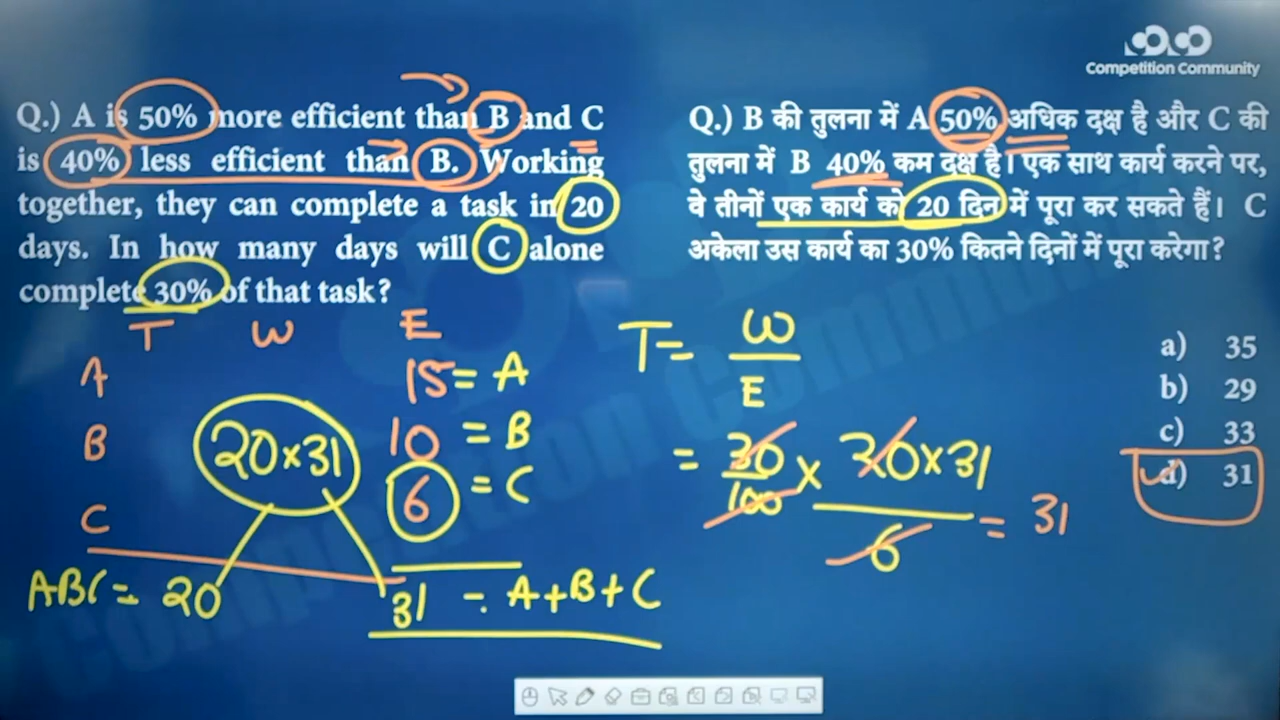 Competition Community
Q.) A is 50% more efficient than B and C
is 40% less efficient than B. Working
together, they can complete a task in 20
days. In how many days will C alone
complete 30% of that task?
Q.) B की तुलना में A 50% अधिक दक्ष है और C की
तुलना में B 40% कम दक्ष है। एक साथ कार्य करने पर,
वे तीनों एक कार्य को 20 दिन में पूरा कर सकते हैं। C
अकेला उस कार्य का 30% कितने दिनों में पूरा करेगा?
a) 35
b) 29
c) 33
d) 31
T W E
A 15 = A
B 20×31 10 = B
C 6 = C
ABC = 20 31 = A+B+C
T = W
E
= 30 × 20×31
100 6
= 31
Competition Community